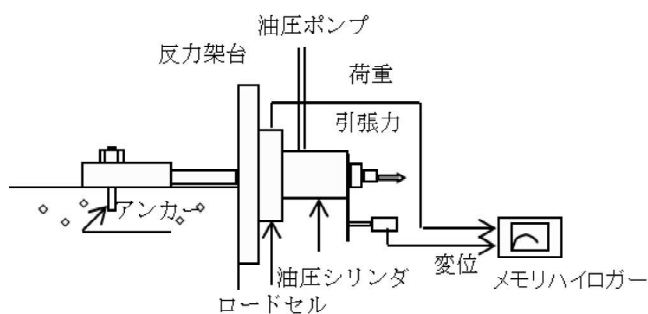 油圧ポンプ
反力架台
荷重
引張力
アンカー
油圧シリンダ
変位
メモリハイロガー
ロードセル